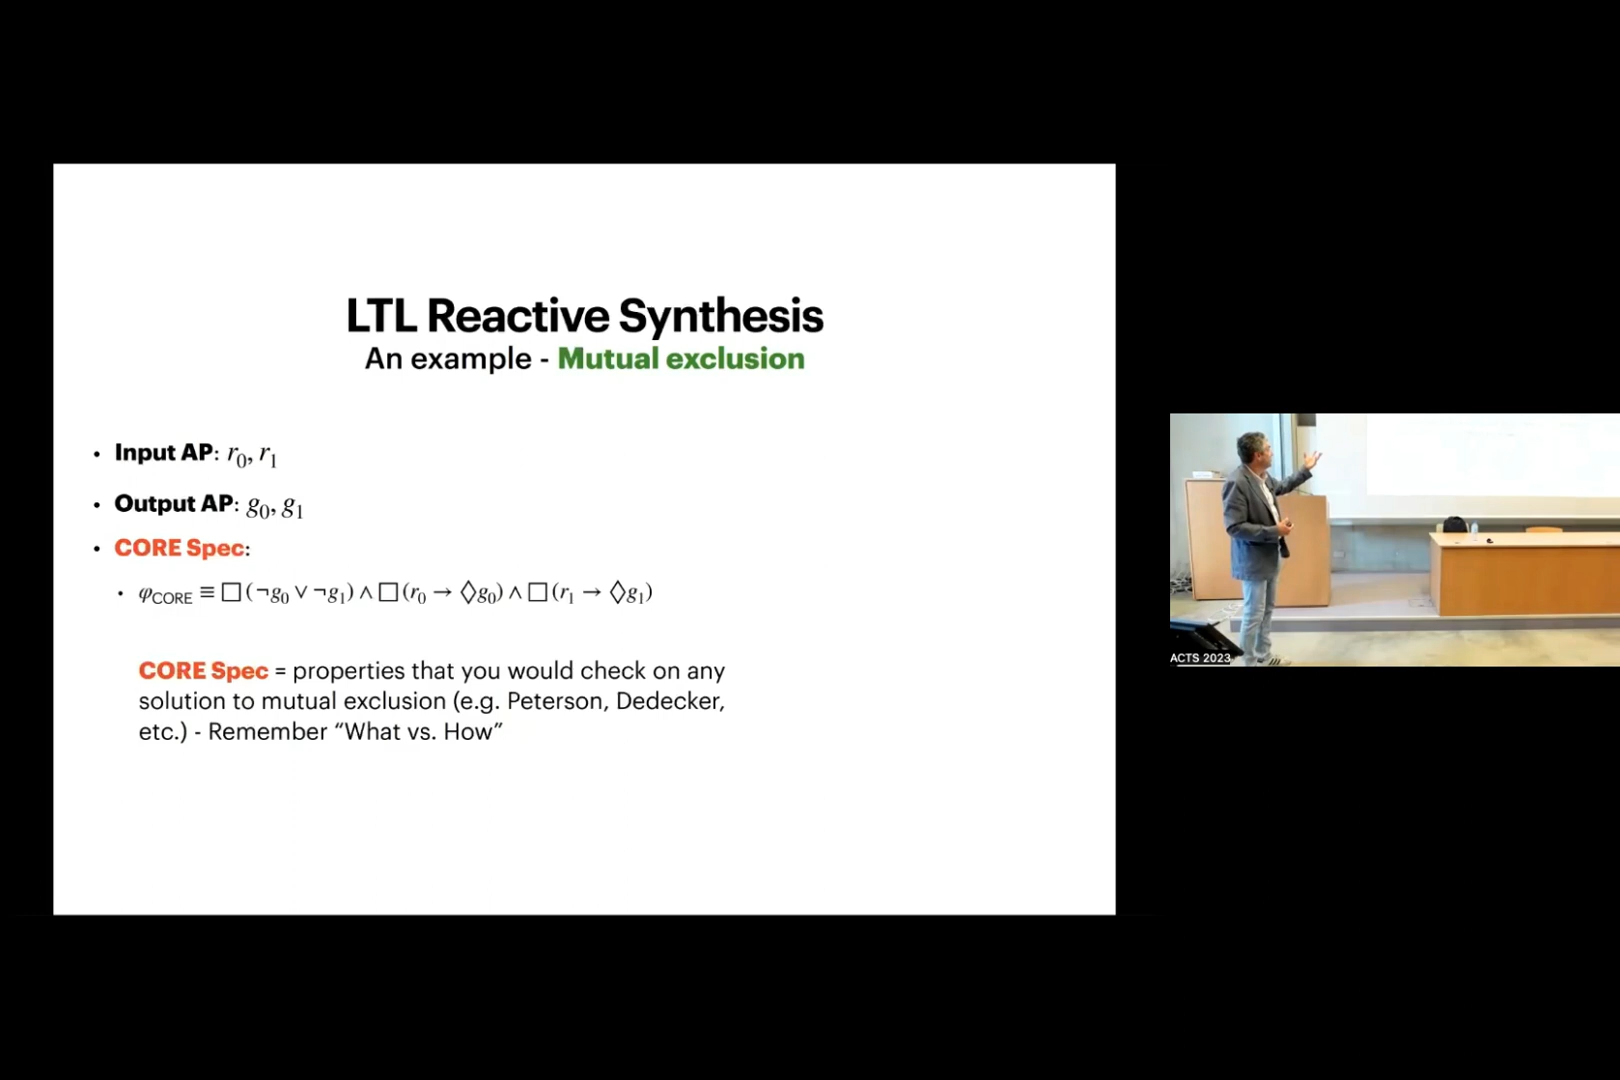 LTL Reactive Synthesis
An example - Mutual exclusion
• Input AP: r₀, r₁
• Output AP: g₀, g₁
• CORE Spec:
• φ_CORE ≡ □(¬g₀ ∨ ¬g₁) ∧ □(r₀ → ◊g₀) ∧ □(r₁ → ◊g₁)
CORE Spec = properties that you would check on any
solution to mutual exclusion (e.g. Peterson, Dedecker,
etc.) - Remember “What vs. How”
ACTS 2023